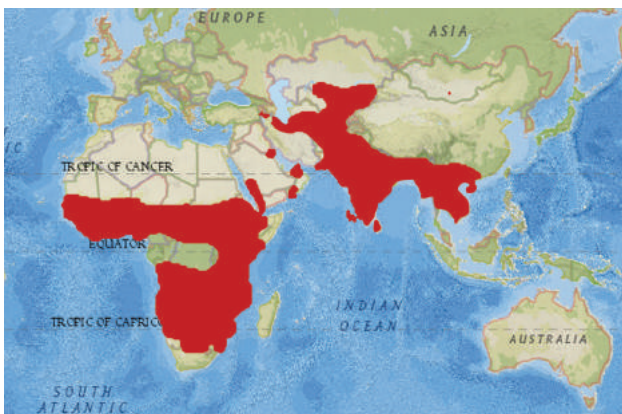 EUROPE
ASIA
TROPIC OF CANCER
EQUATOR
INDIAN
OCEAN
TROPIC OF CAPRICO
AUSTRALIA
SOUTH
ATLANTIC